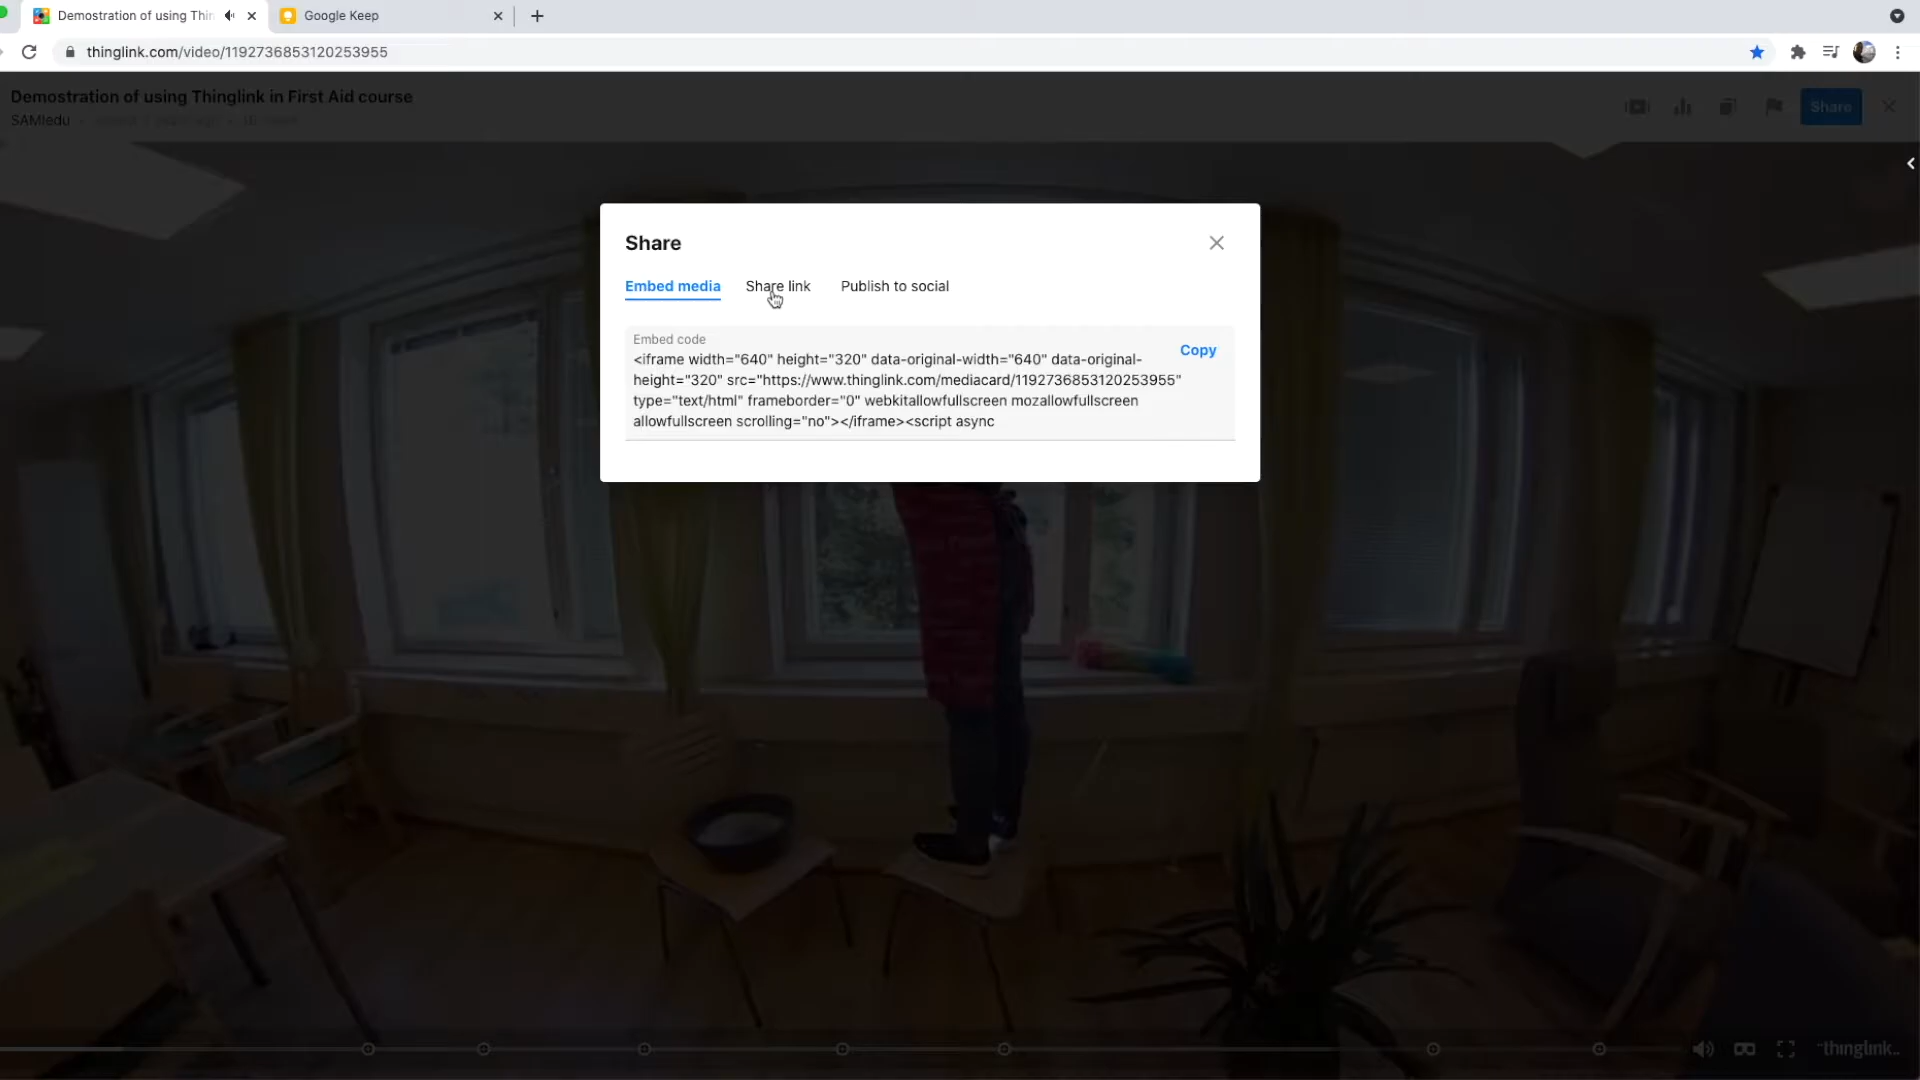 Demostration of using Thin
Google Keep
thinglink.com/video/1192736853120253955
Demostration of using Thinglink in First Aid course
SAMIedu
Share
Share
Embed media
Share link
Publish to social
Embed code
Copy
<iframe width="640" height="320" data-original-width="640" data-original-
height="320" src="https://www.thinglink.com/mediacard/1192736853120253955"
type="text/html" frameborder="0" webkitallowfullscreen mozallowfullscreen
allowfullscreen scrolling="no"></iframe><script async
thinglink..